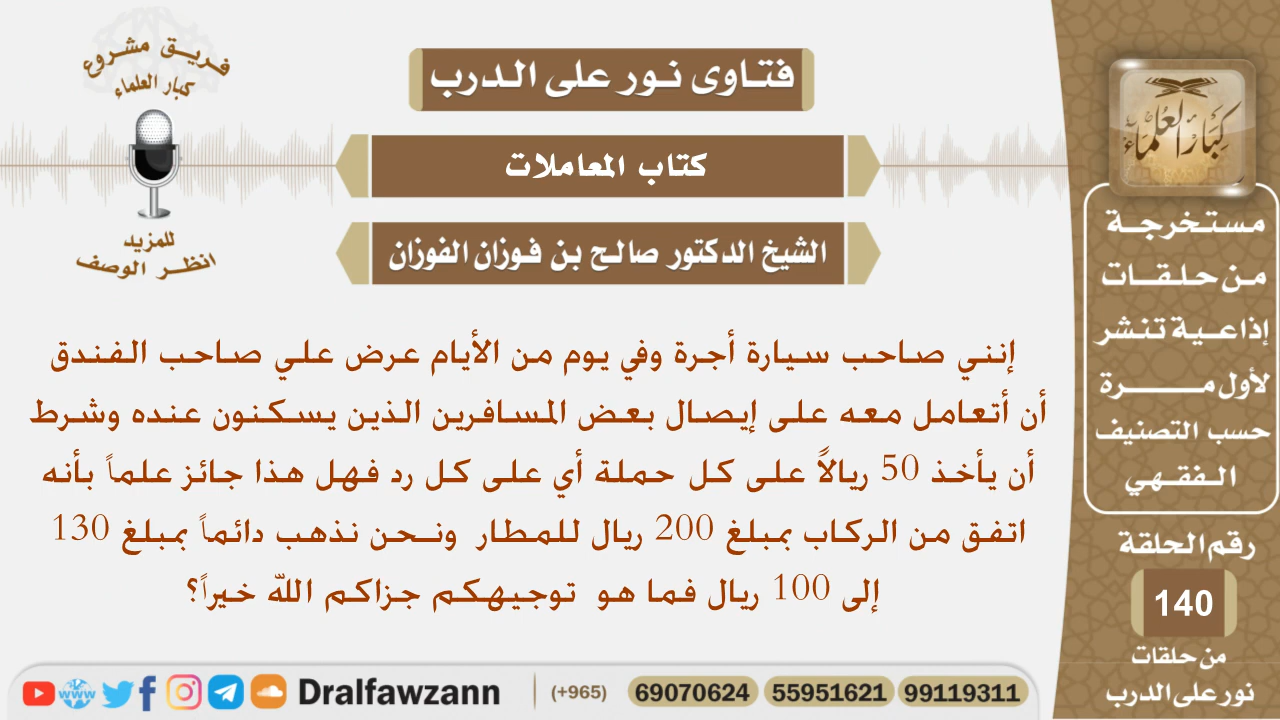 فريق مشروع
كبار العلماء
للمزيد
انظر الوصف
فتاوى نور على الدرب
كتاب المعاملات
الشيخ الدكتور صالح بن فوزان الفوزان
إنني صاحب سيارة أجرة وفي يوم من الأيام عرض علي صاحب الفندق
أن أتعامل معه على إيصال بعض المسافرين الذين يسكنون عنده وشرط
أن يأخذ 50 ريالاً على كل حملة أي على كل رد فهل هذا جائز علماً بأنه
اتفق من الركاب بمبلغ 200 ريال للمطار ونحن نذهب دائماً بمبلغ 130
إلى 100 ريال فما هو توجيهكم جزاكم الله خيراً؟
كبار العلماء
مستخرجة
من حلقات
إذاعية تنشر
لأول مرة
حسب التصنيف
الفقهي
رقم الحلقة
140
من حلقات
نور على الدرب
www Dralfawzann (+965) 69070624 55951621 99119311